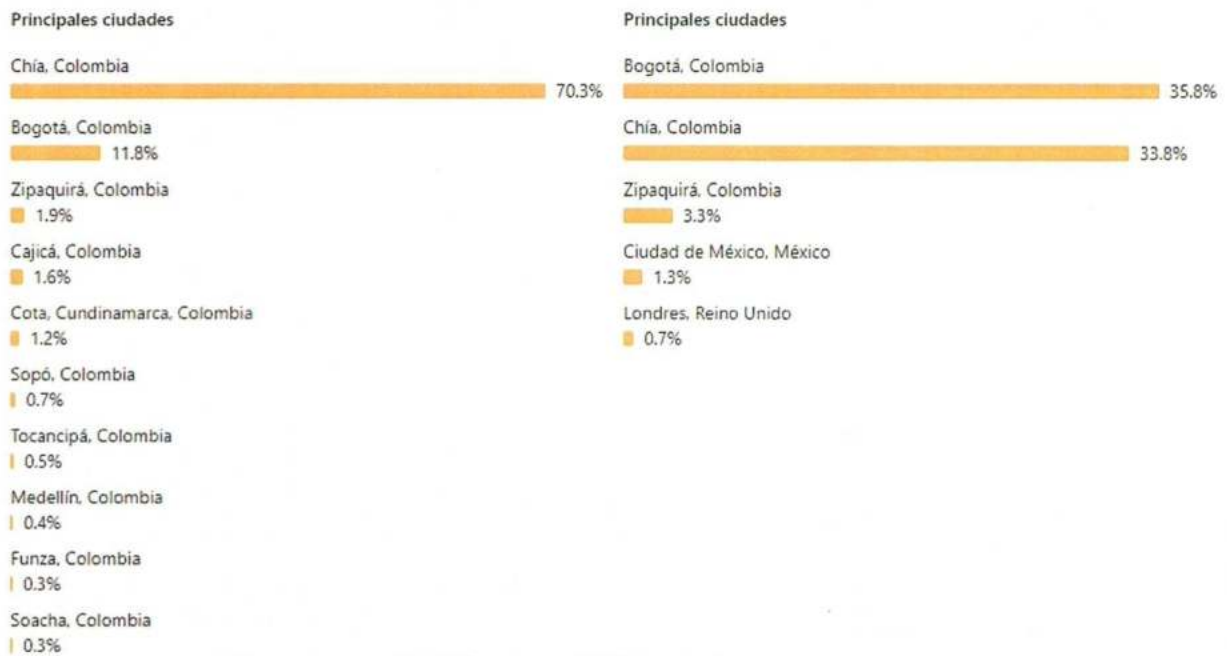 Principales ciudades
Chía, Colombia
70.3%
Bogotá, Colombia
11.8%
Zipaquirá, Colombia
1.9%
Cajicá, Colombia
1.6%
Cota, Cundinamarca, Colombia
1.2%
Sopó, Colombia
0.7%
Tocancipá, Colombia
0.5%
Medellín, Colombia
0.4%
Funza, Colombia
0.3%
Soacha, Colombia
0.3%
Principales ciudades
Bogotá, Colombia
35.8%
Chía, Colombia
33.8%
Zipaquirá, Colombia
3.3%
Ciudad de México, México
1.3%
Londres, Reino Unido
0.7%